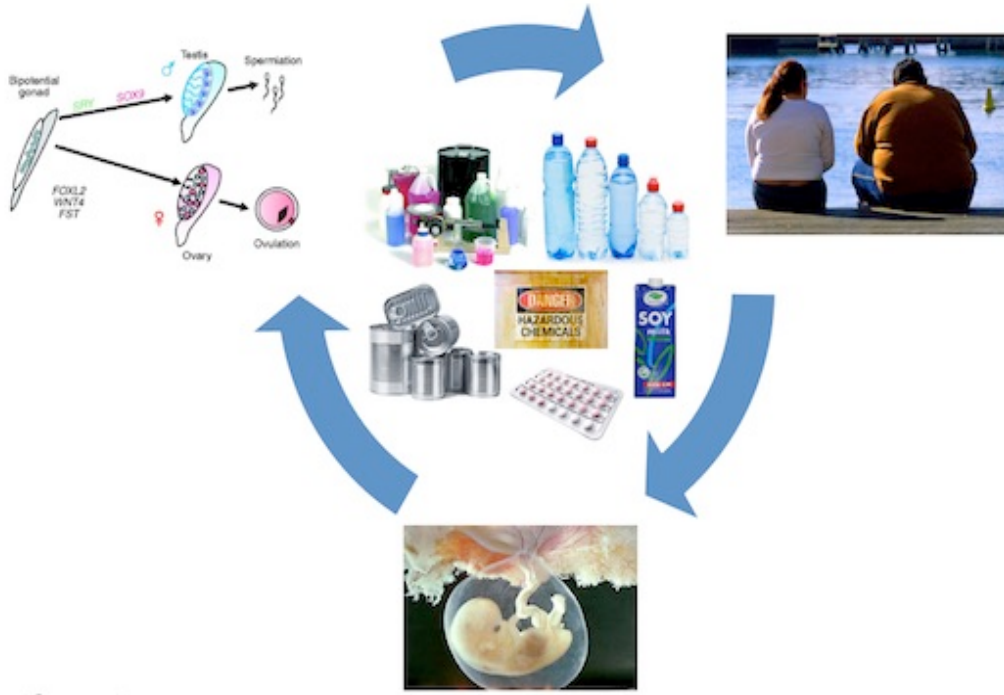 Testis
Spermiation
Bipotential
gonad
SRY
SOX9
FOXL2
WNT4
FST
Ovary
Ovulation
DANGER
HAZARDOUS
CHEMICALS
SOY